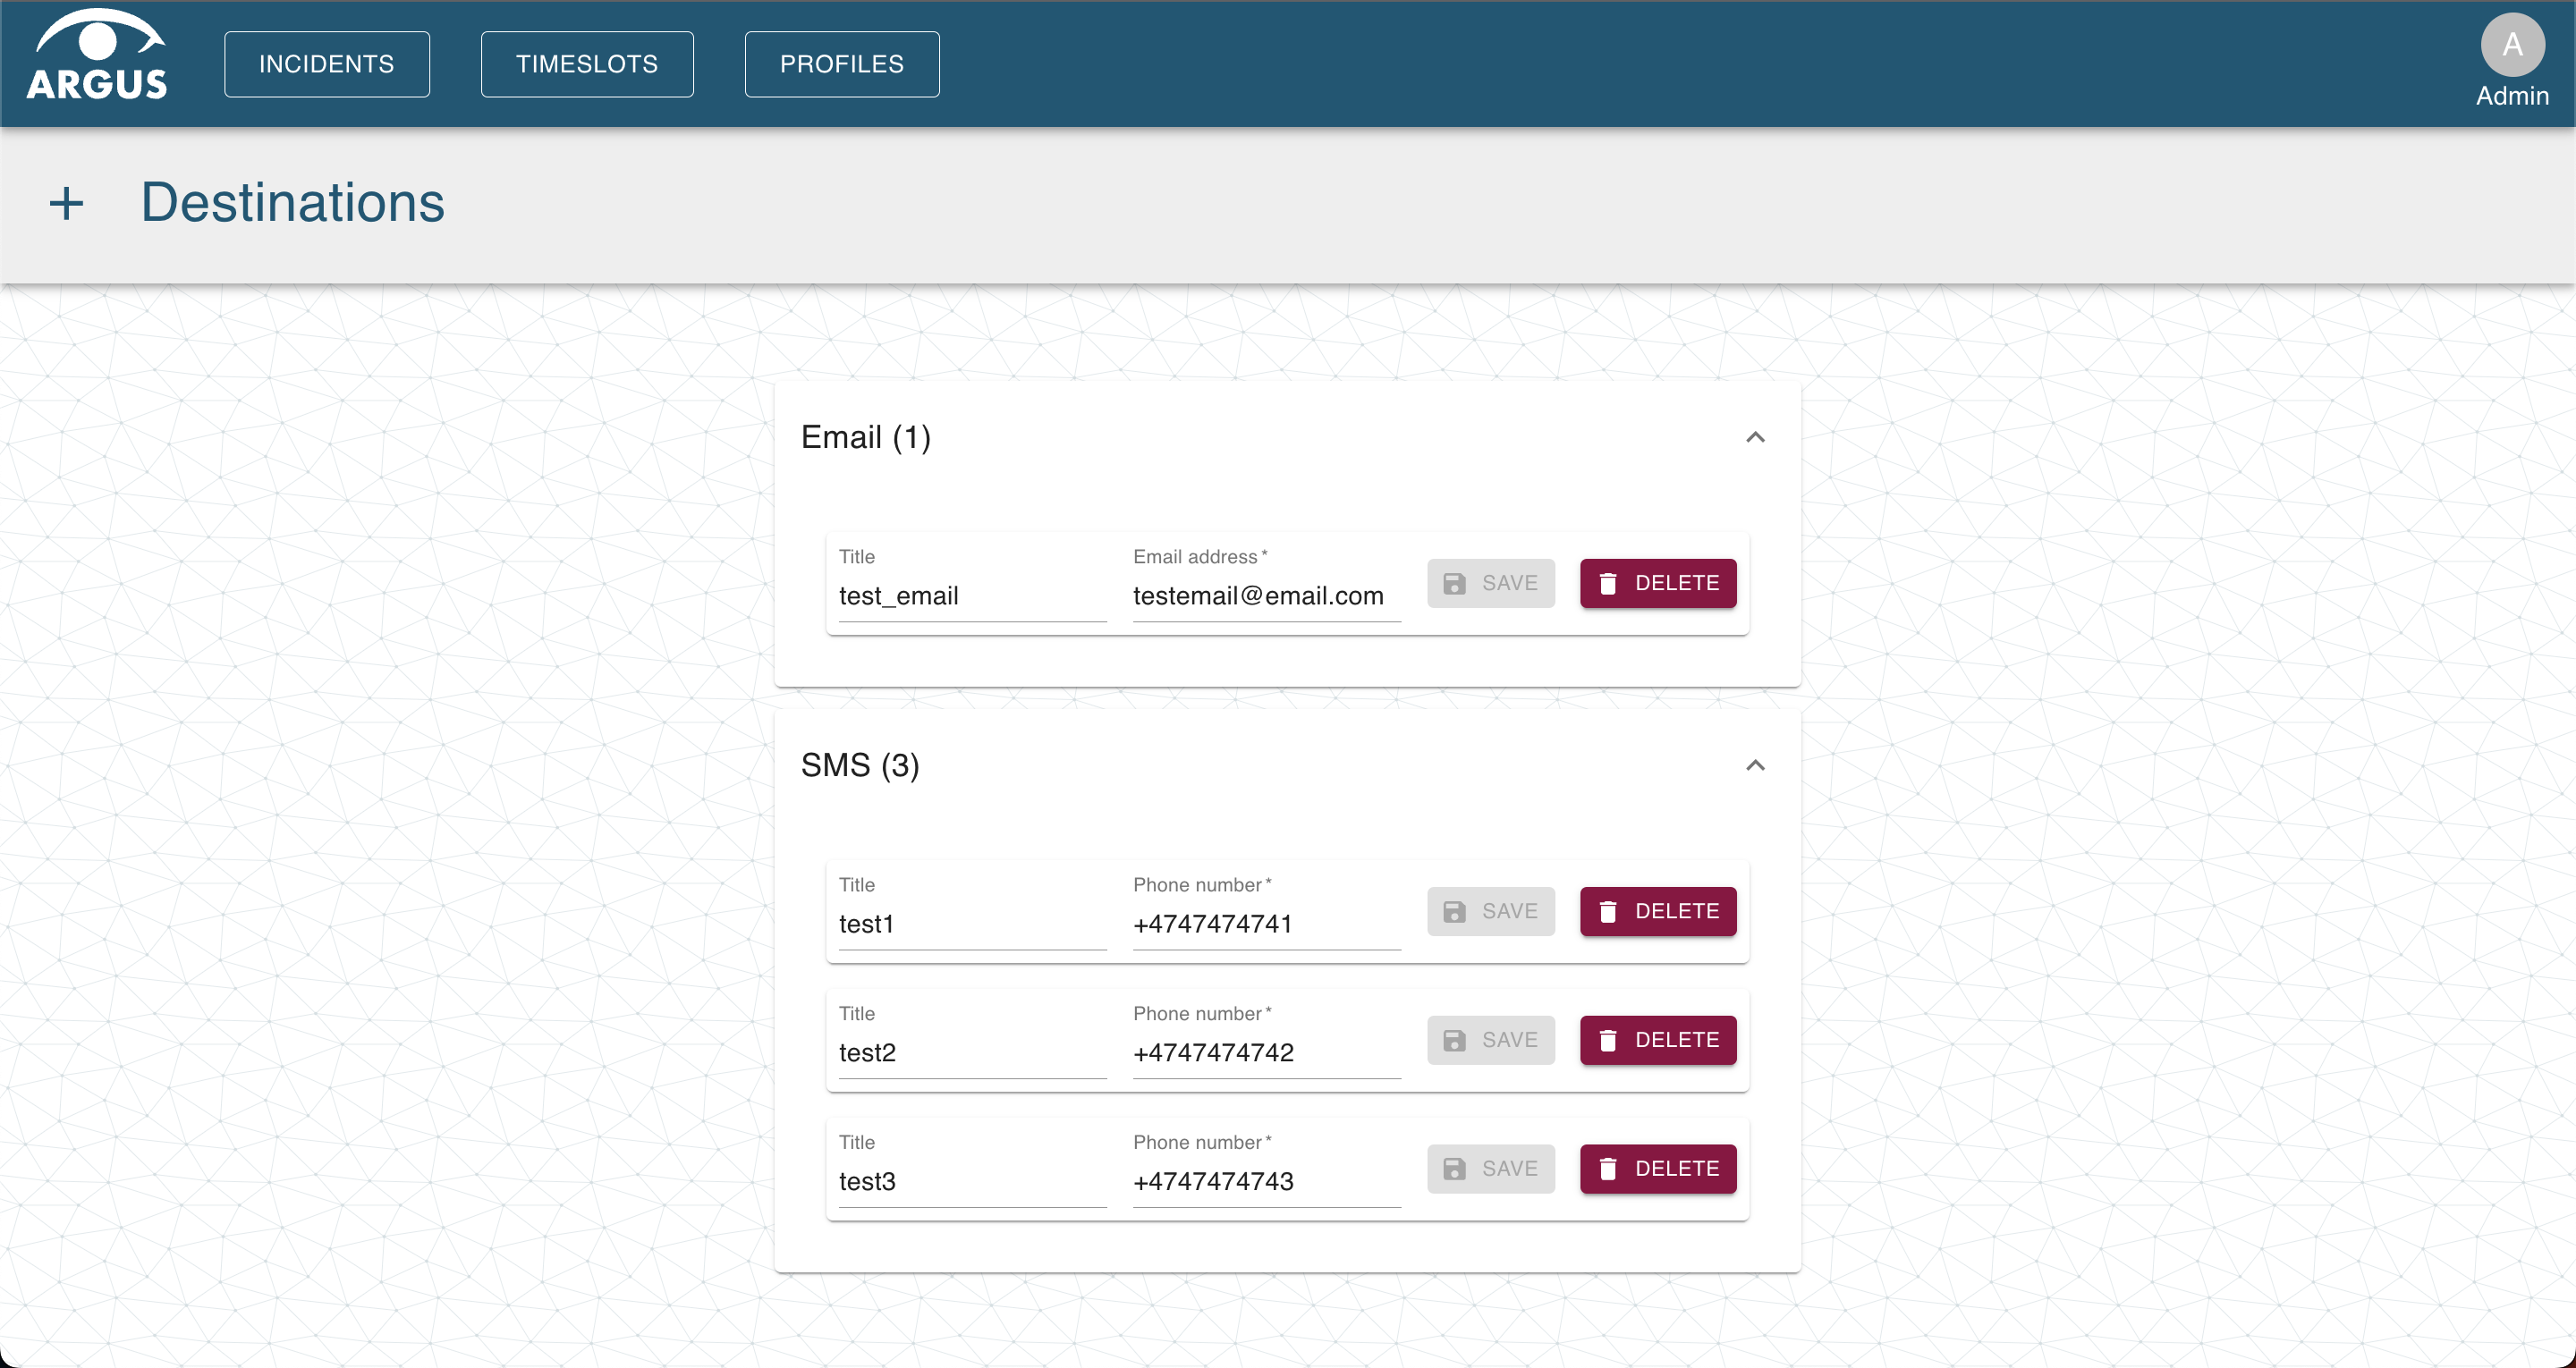 ARGUS INCIDENTS TIMESLOTS PROFILES A
Admin
+ Destinations
Email (1)
Title Email address *
test_email testemail@email.com SAVE DELETE
SMS (3)
Title Phone number *
test1 +4747474741 SAVE DELETE
Title Phone number *
test2 +4747474742 SAVE DELETE
Title Phone number *
test3 +4747474743 SAVE DELETE